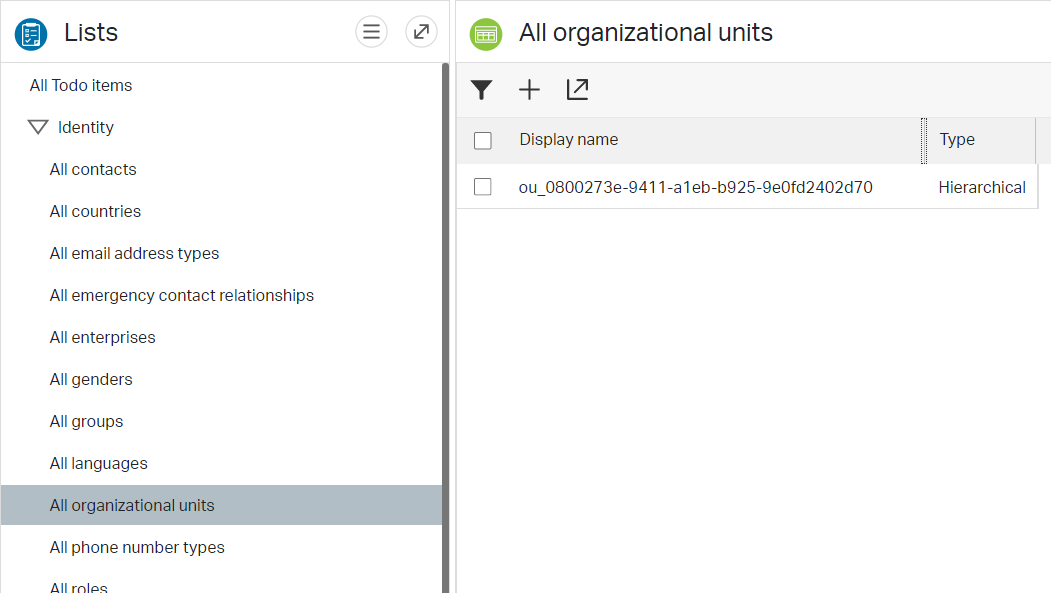 Lists
All Todo items
Identity
All contacts
All countries
All email address types
All emergency contact relationships
All enterprises
All genders
All groups
All languages
All organizational units
All phone number types
All roles
All organizational units
Display name
Type
ou_0800273e-9411-a1eb-b925-9e0fd2402d70
Hierarchical